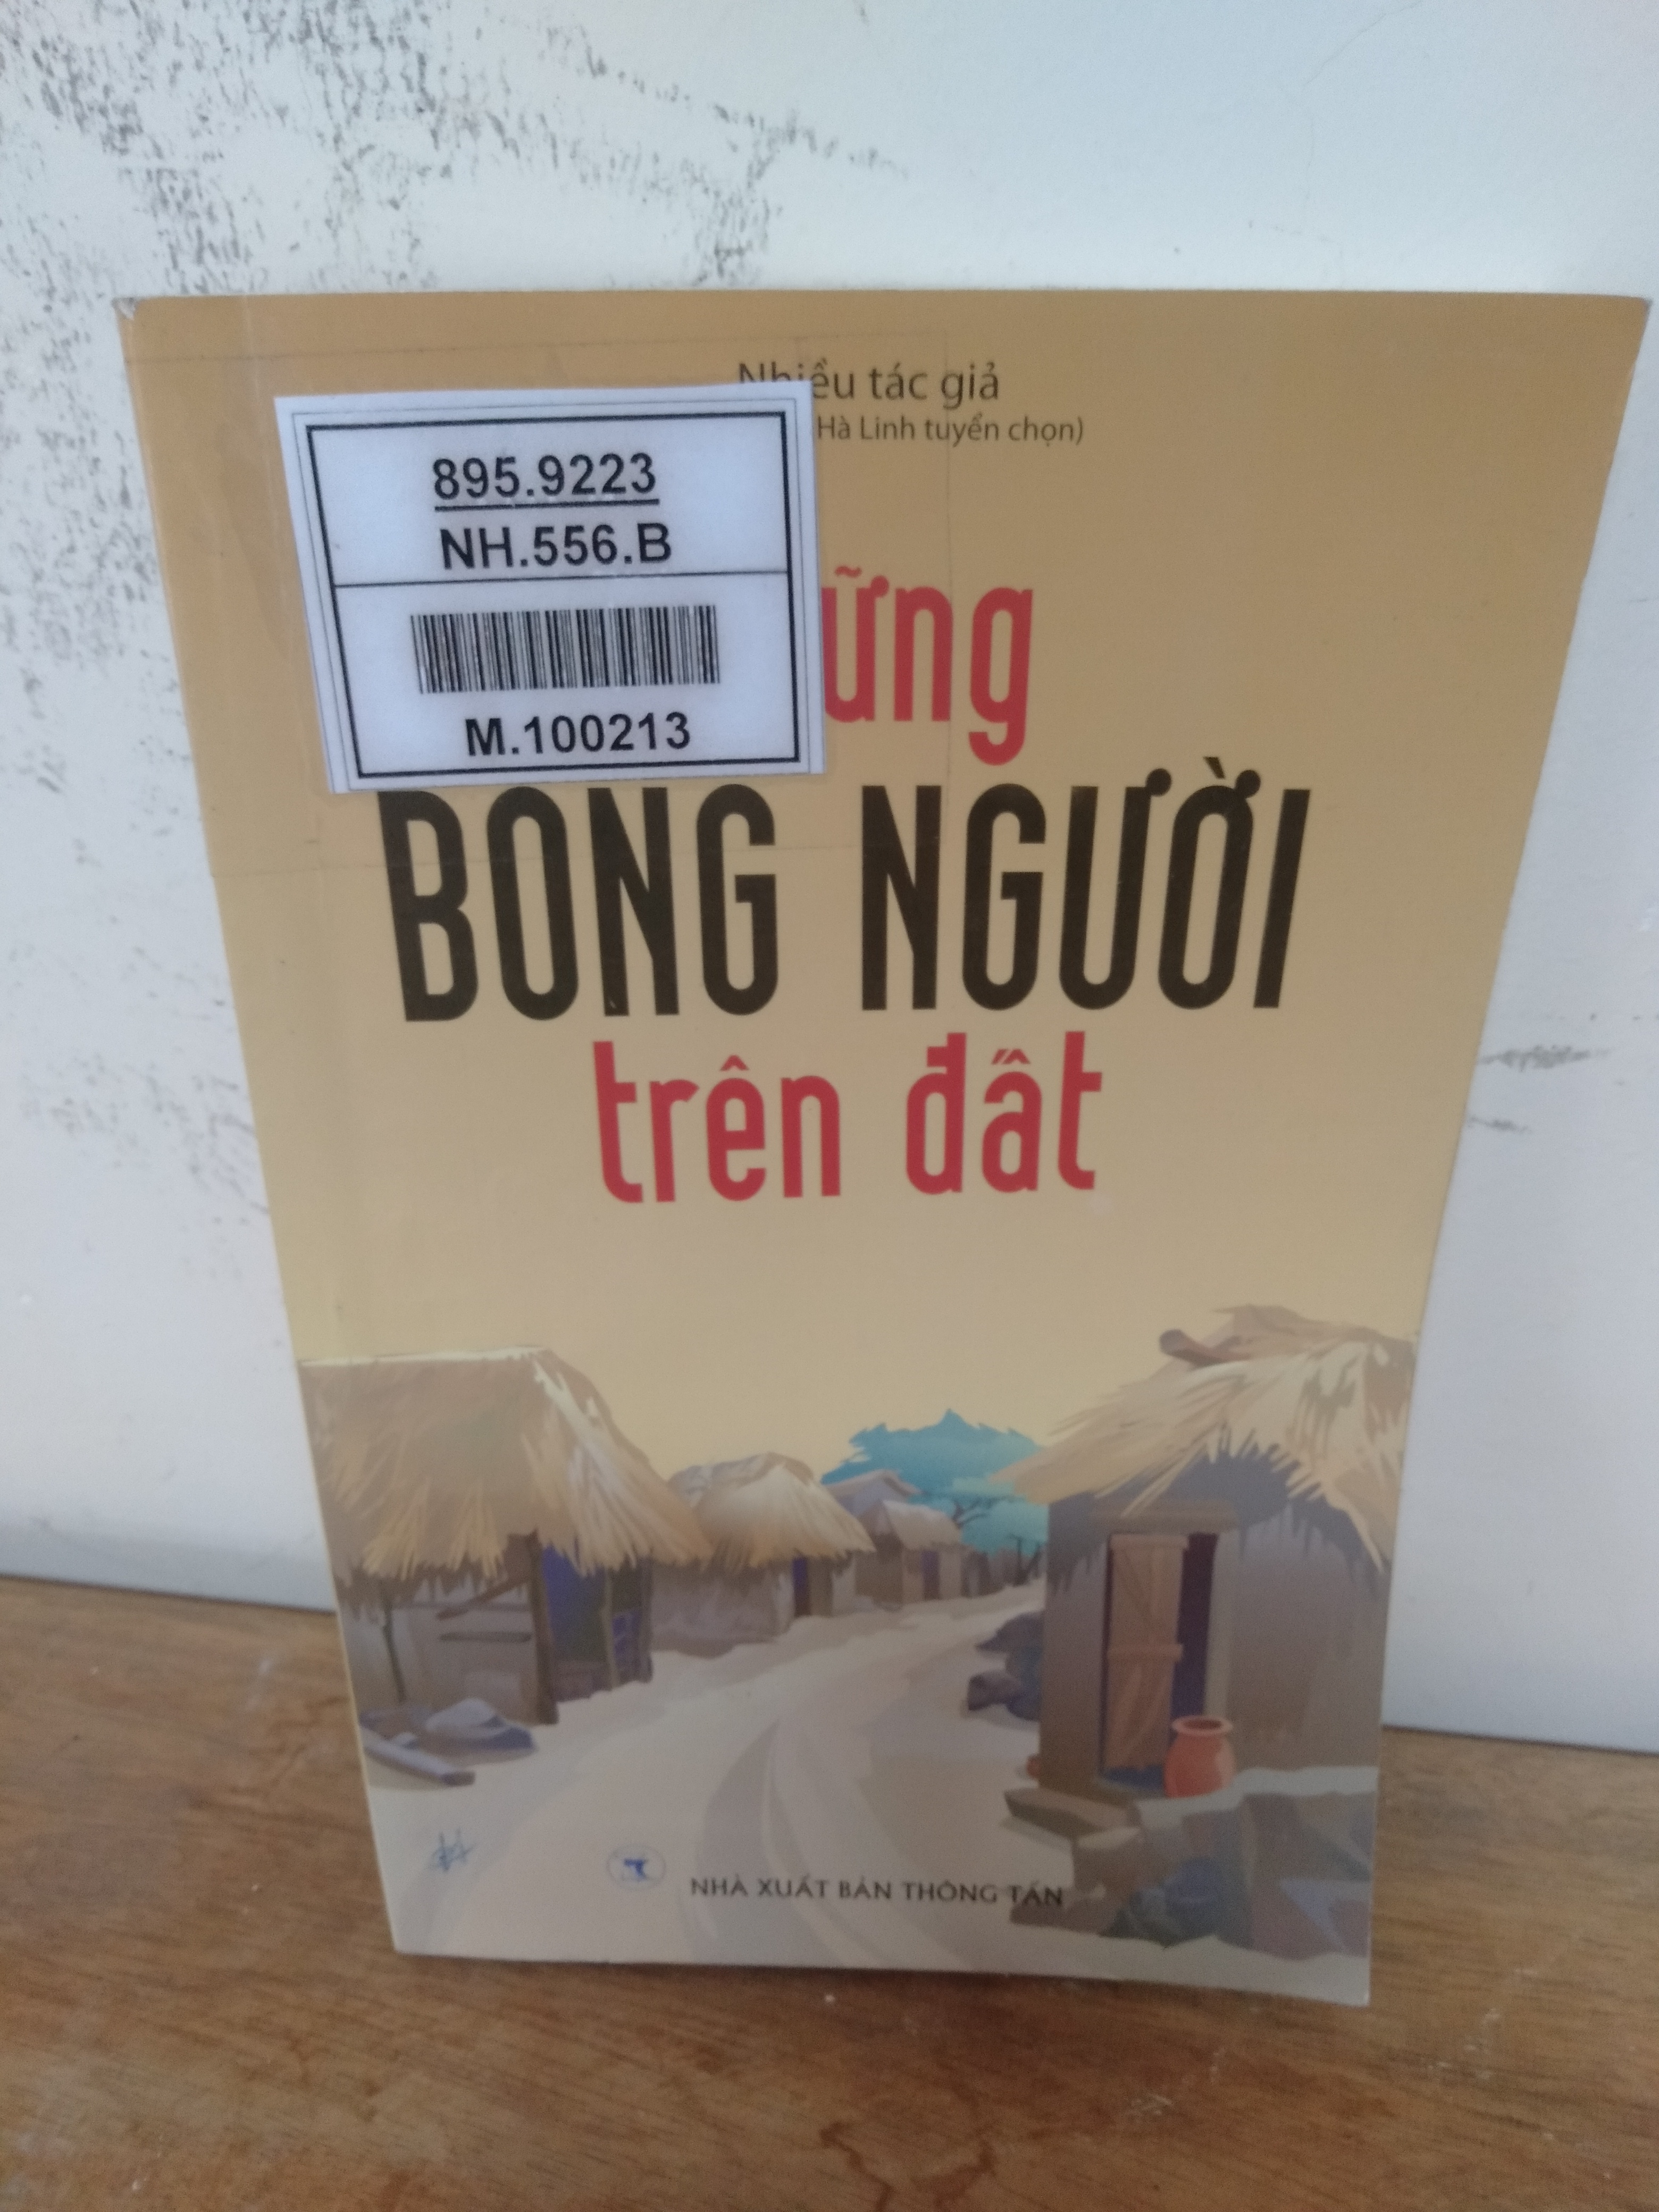 Nhiều tác giả
Hà Linh tuyển chọn)
895.9223
NH.556.B
M.100213
ững
BÓNG NGƯỜI
trên đất
NHÀ XUẤT BẢN THÔNG TẤN